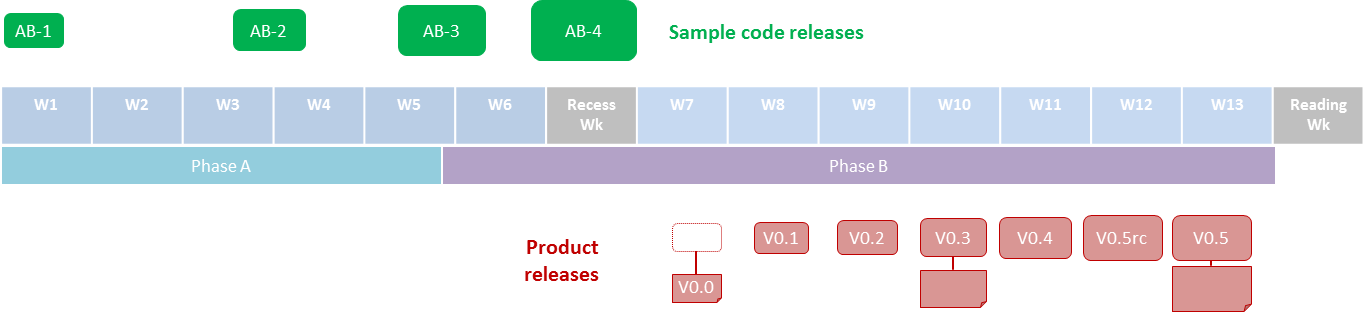 AB-1
AB-2
AB-3
AB-4
Sample code releases
W1
W2
W3
W4
W5
W6
Recess
Wk
W7
W8
W9
W10
W11
W12
W13
Reading
Wk
Phase A
Phase B
Product
releases
V0.1
V0.2
V0.3
V0.4
V0.5rc
V0.5
V0.0